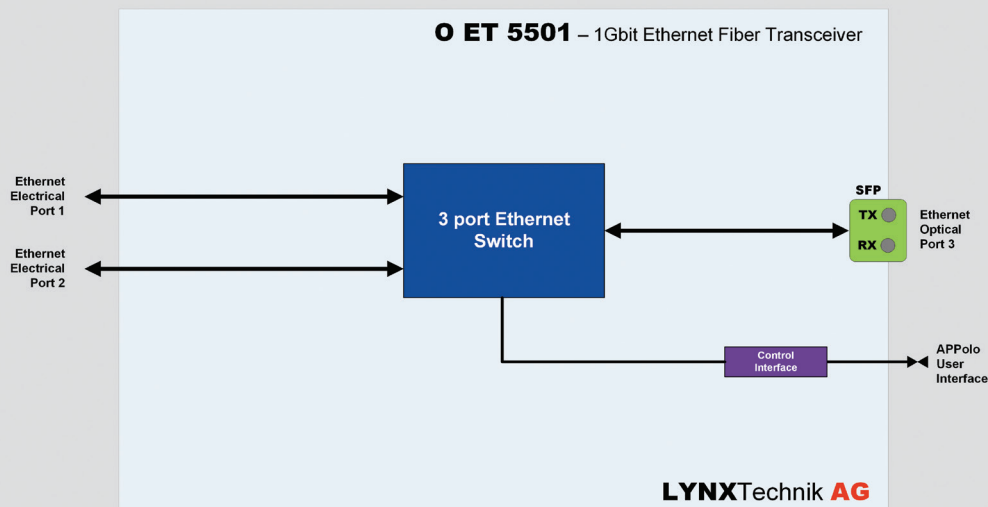 O ET 5501 – 1Gbit Ethernet Fiber Transceiver
Ethernet
Electrical
Port 1
Ethernet
Electrical
Port 2
3 port Ethernet
Switch
SFP
TX
RX
Ethernet
Optical
Port 3
Control
Interface
APPolo
User
Interface
LYNXTechnik AG